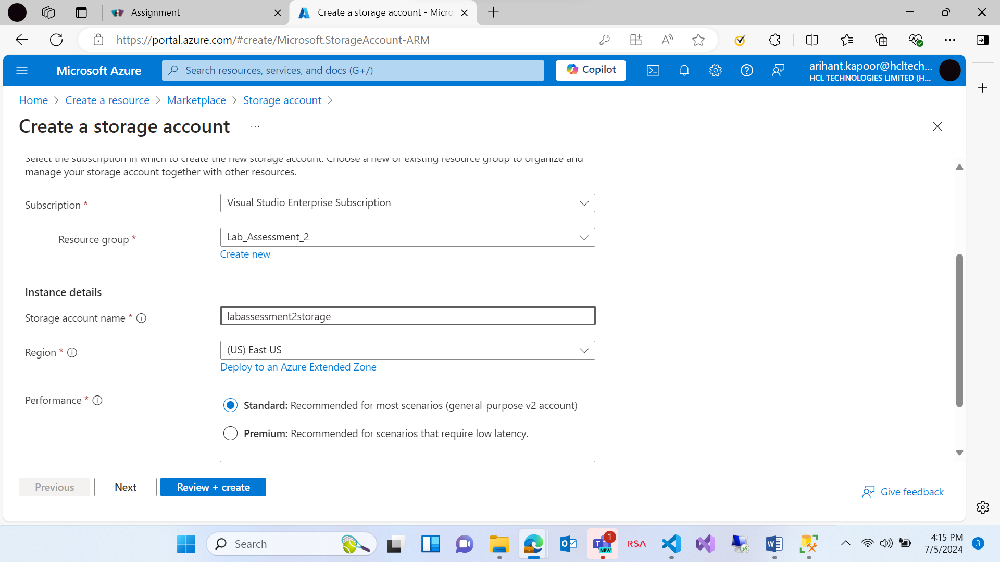 Assignment
Create a storage account - Micro
https://portal.azure.com/#create/Microsoft.StorageAccount-ARM
Microsoft Azure
Search resources, services, and docs (G+/)
Copilot
arihant.kapoor@hcltech...
HCL TECHNOLOGIES LIMITED (H...
Home > Create a resource > Marketplace > Storage account >
Create a storage account ...
Select the subscription in which to create the new storage account. Choose a new or existing resource group to organize and
manage your storage account together with other resources.
Subscription *
Visual Studio Enterprise Subscription
Resource group *
Lab_Assessment_2
Create new
Instance details
Storage account name *
labassessment2storage
Region *
(US) East US
Deploy to an Azure Extended Zone
Performance *
Standard: Recommended for most scenarios (general-purpose v2 account)
Premium: Recommended for scenarios that require low latency.
Previous
Next
Review + create
Give feedback
Search
1
NEW
RSA
4:15 PM
7/5/2024
3